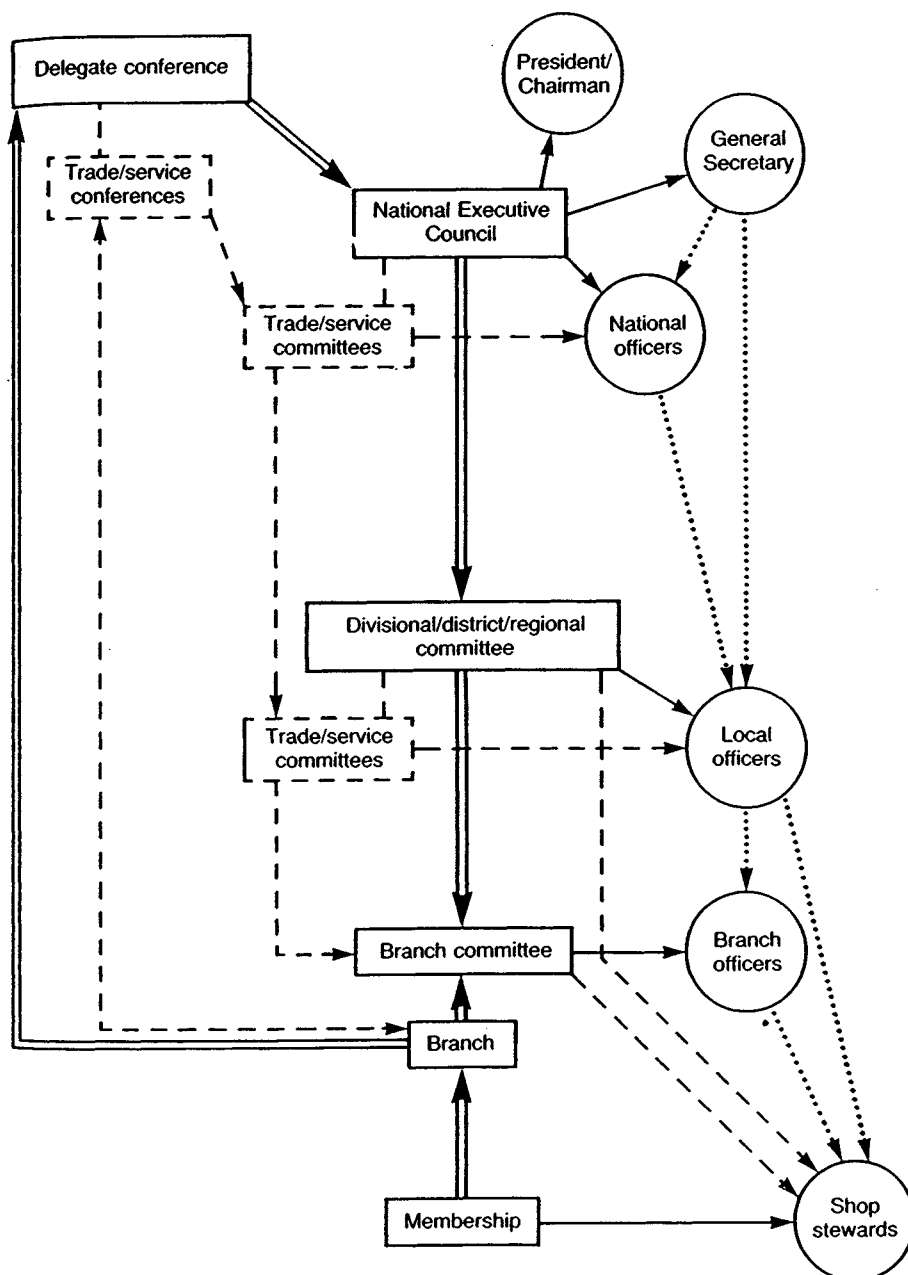 Delegate conference
President/
Chairman
General
Secretary
Trade/service
conferences
National Executive
Council
Trade/service
committees
National
officers
Divisional/district/regional
committee
Trade/service
committees
Local
officers
Branch committee
Branch
officers
Branch
Membership
Shop
stewards